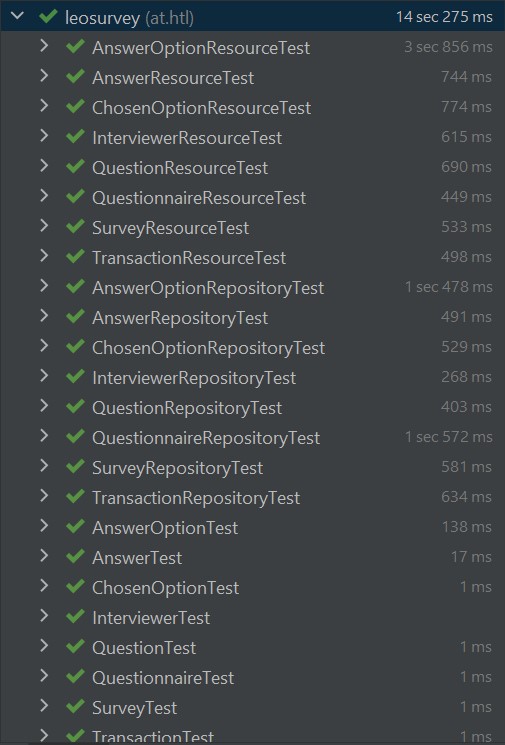 leosurvey (at.htl) 14 sec 275 ms
AnswerOptionResourceTest 3 sec 856 ms
AnswerResourceTest 744 ms
ChosenOptionResourceTest 774 ms
InterviewerResourceTest 615 ms
QuestionResourceTest 690 ms
QuestionnaireResourceTest 449 ms
SurveyResourceTest 533 ms
TransactionResourceTest 498 ms
AnswerOptionRepositoryTest 1 sec 478 ms
AnswerRepositoryTest 491 ms
ChosenOptionRepositoryTest 529 ms
InterviewerRepositoryTest 268 ms
QuestionRepositoryTest 403 ms
QuestionnaireRepositoryTest 1 sec 572 ms
SurveyRepositoryTest 581 ms
TransactionRepositoryTest 634 ms
AnswerOptionTest 138 ms
AnswerTest 17 ms
ChosenOptionTest 1 ms
InterviewerTest
QuestionTest 1 ms
QuestionnaireTest 1 ms
SurveyTest 1 ms
TransactionTest 1 ms